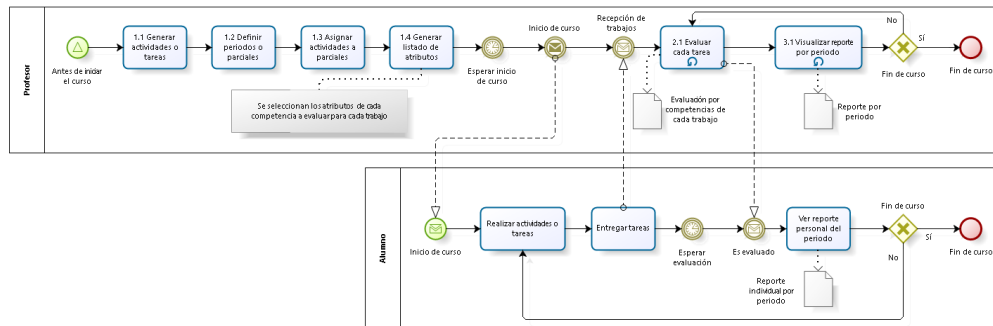 Profesor
Antes de iniciar
el curso
1.1 Generar
actividades o
tareas
1.2 Definir
periodos o
parciales
1.3 Asignar
actividades a
parciales
1.4 Generar
listado de
atributos
Se seleccionan los atributos de cada
competencia a evaluar para cada trabajo
Esperar inicio
de curso
Inicio de curso
Recepción de
trabajos
2.1 Evaluar
cada tarea
Evaluación por
competencias de
cada trabajo
3.1 Visualizar reporte
por periodo
Reporte por
periodo
No
Sí
Fin de curso
Fin de curso
Alumno
Inicio de curso
Realizar actividades o
tareas
Entregar tareas
Esperar
evaluación
Es evaluado
Ver reporte
personal del
periodo
Reporte
individual por
periodo
Fin de curso
Sí
No
Fin de curso